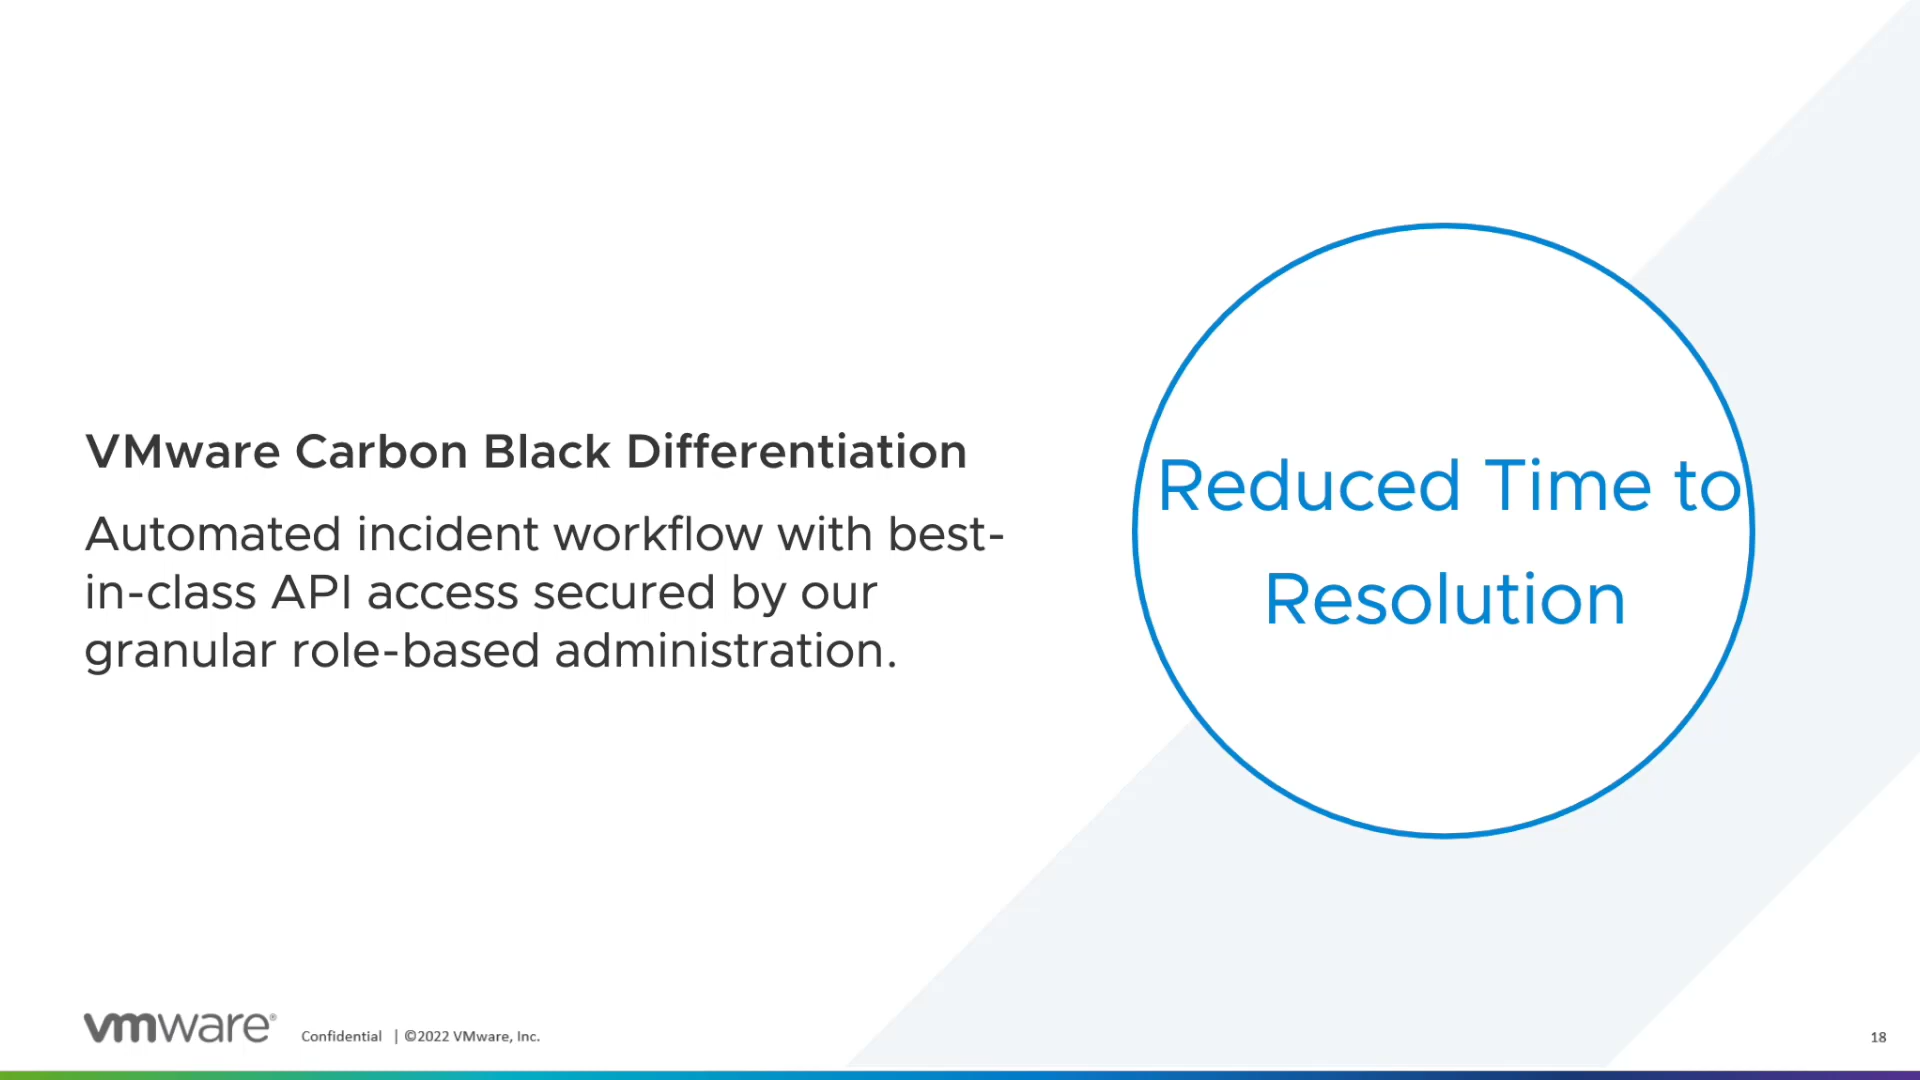 VMware Carbon Black Differentiation
Automated incident workflow with best-
in-class API access secured by our
granular role-based administration.
Reduced Time to
Resolution
vmware®
Confidential | ©2022 VMware, Inc.
18